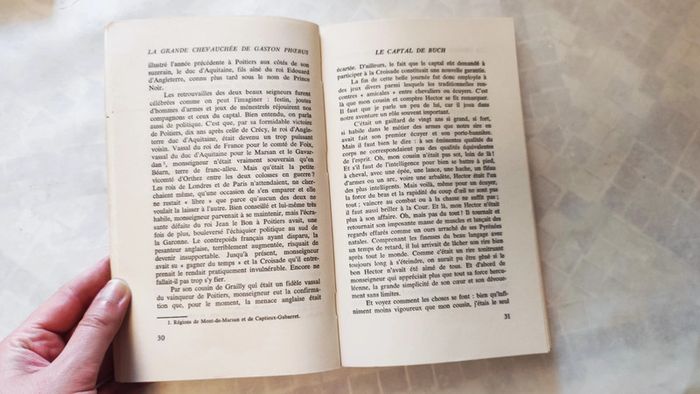 LA GRANDE CHEVAUCHÉE DE GASTON PHŒBUS
illustré l'année précédente à Poitiers aux côtés de son
suzerain, le duc d'Aquitaine, fils aîné du roi Edouard
d'Angleterre, connu plus tard sous le nom de Prince
Noir.
Les retrouvailles des deux beaux seigneurs furent
célébrées comme on peut l'imaginer : festin, joutes
d'hommes d'armes et jeux de ménestrels réjouirent nos
compagnons et ceux du captal. Bien entendu, on parla
aussi de politique. C'est que, par sa formidable victoire
de Poitiers, dix ans après celle de Crécy, le roi d'Angle-
terre duc d'Aquitaine, était devenu un trop puissant
voisin. Vassal du roi de France pour le comté de Foix,
vassal du duc d'Aquitaine pour le Marsan et le Gavar-
dan ¹, monseigneur n'était vraiment souverain qu'en
Béarn, terre de franc-alleu. Mais qu'était la petite
vicomté d'Orthez entre les deux colosses en guerre ?
Les rois de Londres et de Paris n'attendaient, ne cher-
chaient même, qu'une occasion de s'en emparer et elle
ne restait « libre » que parce qu'aucun des deux ne
voulait la laisser à l'autre. Bien conseillé et lui-même très
habile, monseigneur parvenait à se maintenir, mais l'écra-
sante défaite du roi Jean le Bon à Poitiers avait, une
fois de plus, bouleversé l'échiquier politique au sud de
la Garonne. Le contrepoids français ayant disparu, la
pesanteur anglaise, terriblement augmentée, risquait de
devenir insupportable. Jusqu'à présent, monseigneur
avait su « gagner du temps » et la Croisade qu'il entre-
prenait le rendait pratiquement invulnérable. Encore ne
fallait-il pas trop s'y fier.
Par son cousin de Grailly qui était un fidèle vassal
du vainqueur de Poitiers, monseigneur eut la confirma-
tion que, pour le moment, la menace anglaise était
1. Régions de Mont-de-Marsan et de Captieux-Gabarret.
30
LE CAPTAL DE BUCH
écartée. D'ailleurs, le fait que le captal eût demandé à
participer à la Croisade constituait une nouvelle garantie.
La fin de cette belle journée fut donc employée à
des jeux divers parmi lesquels les traditionnelles ren-
contres « amicales » entre chevaliers ou écuyers. C'est
là que mon cousin et compère Hector se fit remarquer.
Il faut que je parle un peu de lui, car il joua dans
notre aventure un rôle souvent important.
C'était un gaillard de vingt ans si grand, si fort,
si habile dans le métier des armes que notre sire en
avait fait son premier écuyer et son porte-bannière.
Mais il faut bien le dire : à ses éminentes qualités du
corps ne correspondaient pas des qualités équivalentes
de l'esprit. Oh, mon cousin n'était pas sot, loin de là !
Et s'il faut de l'intelligence pour bien se battre à pied,
à cheval, avec une épée, une lance, une hache, un fléau
d'armes ou un arc, voire une arbalète, Hector était l'un
des plus intelligents. Mais voilà, même pour un écuyer,
la force du bras et la rapidité du coup d'œil ne sont pas
tout : vaincre au combat ou à la chasse ne suffit pas ;
il faut aussi briller à la Cour. Et là, mon Hector n'était
plus à son affaire. Oh, mais pas du tout ! Il tournait et
retournait son imposante masse de muscles et lançait des
regards effarés comme un ours arraché de ses Pyrénées
natales. Comprenant les finesses du beau langage avec
un temps de retard, il lui arrivait de lâcher son rire bien
après tout le monde. Comme c'était un rire tonitruant
toujours long à s'éteindre, on aurait pu être gêné si le
bon Hector n'avait été aimé de tous. Et d'abord de
monseigneur qui appréciait plus que tout sa force hercu-
léenne, la grande simplicité de son cœur et son dévoue-
ment sans limites.
Et voyez comment les choses se font : bien qu'infi-
niment moins vigoureux que mon cousin, j'étais le seul
31